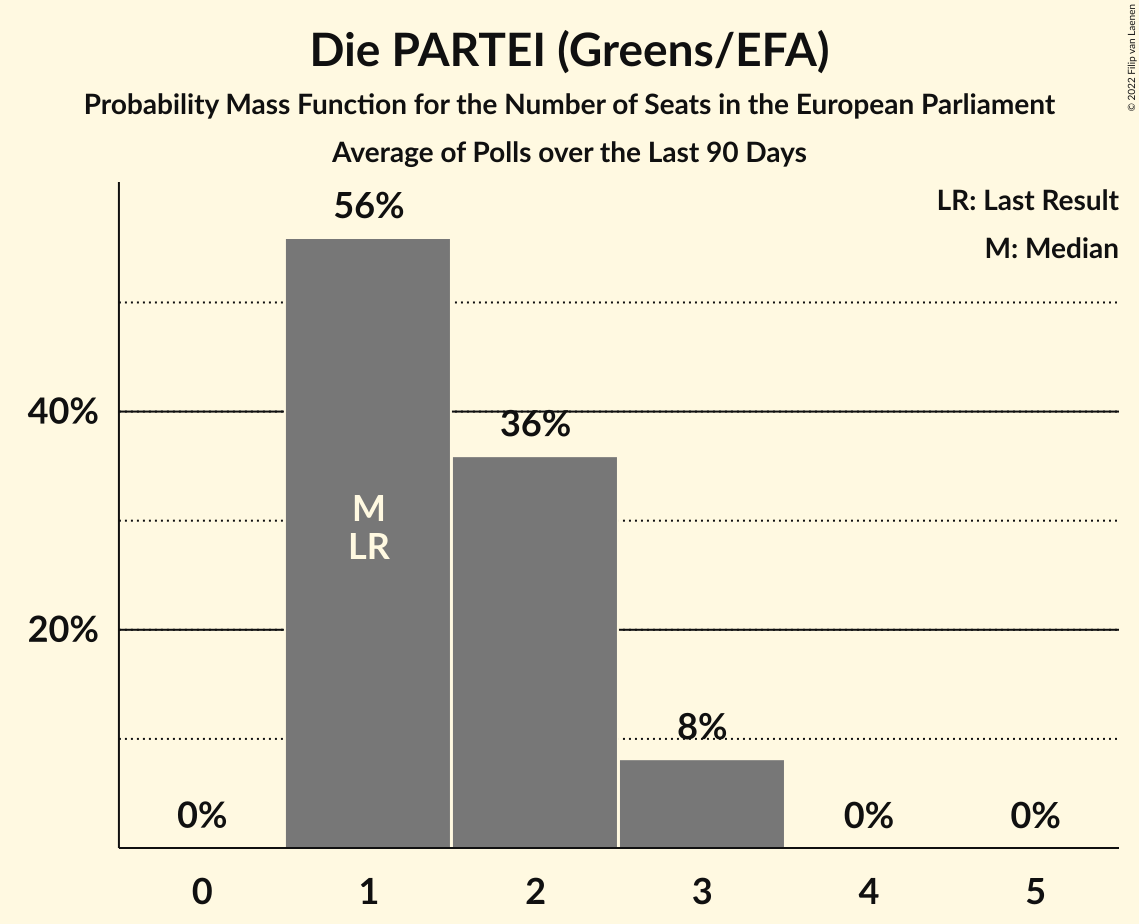 Die PARTEI (Greens/EFA)
Probability Mass Function for the Number of Seats in the European Parliament
Average of Polls over the Last 90 Days
© 2022 Filip van Laenen
LR: Last Result
M: Median
56%
40%
36%
M
LR
20%
8%
0%
0%
0%
0 1 2 3 4 5